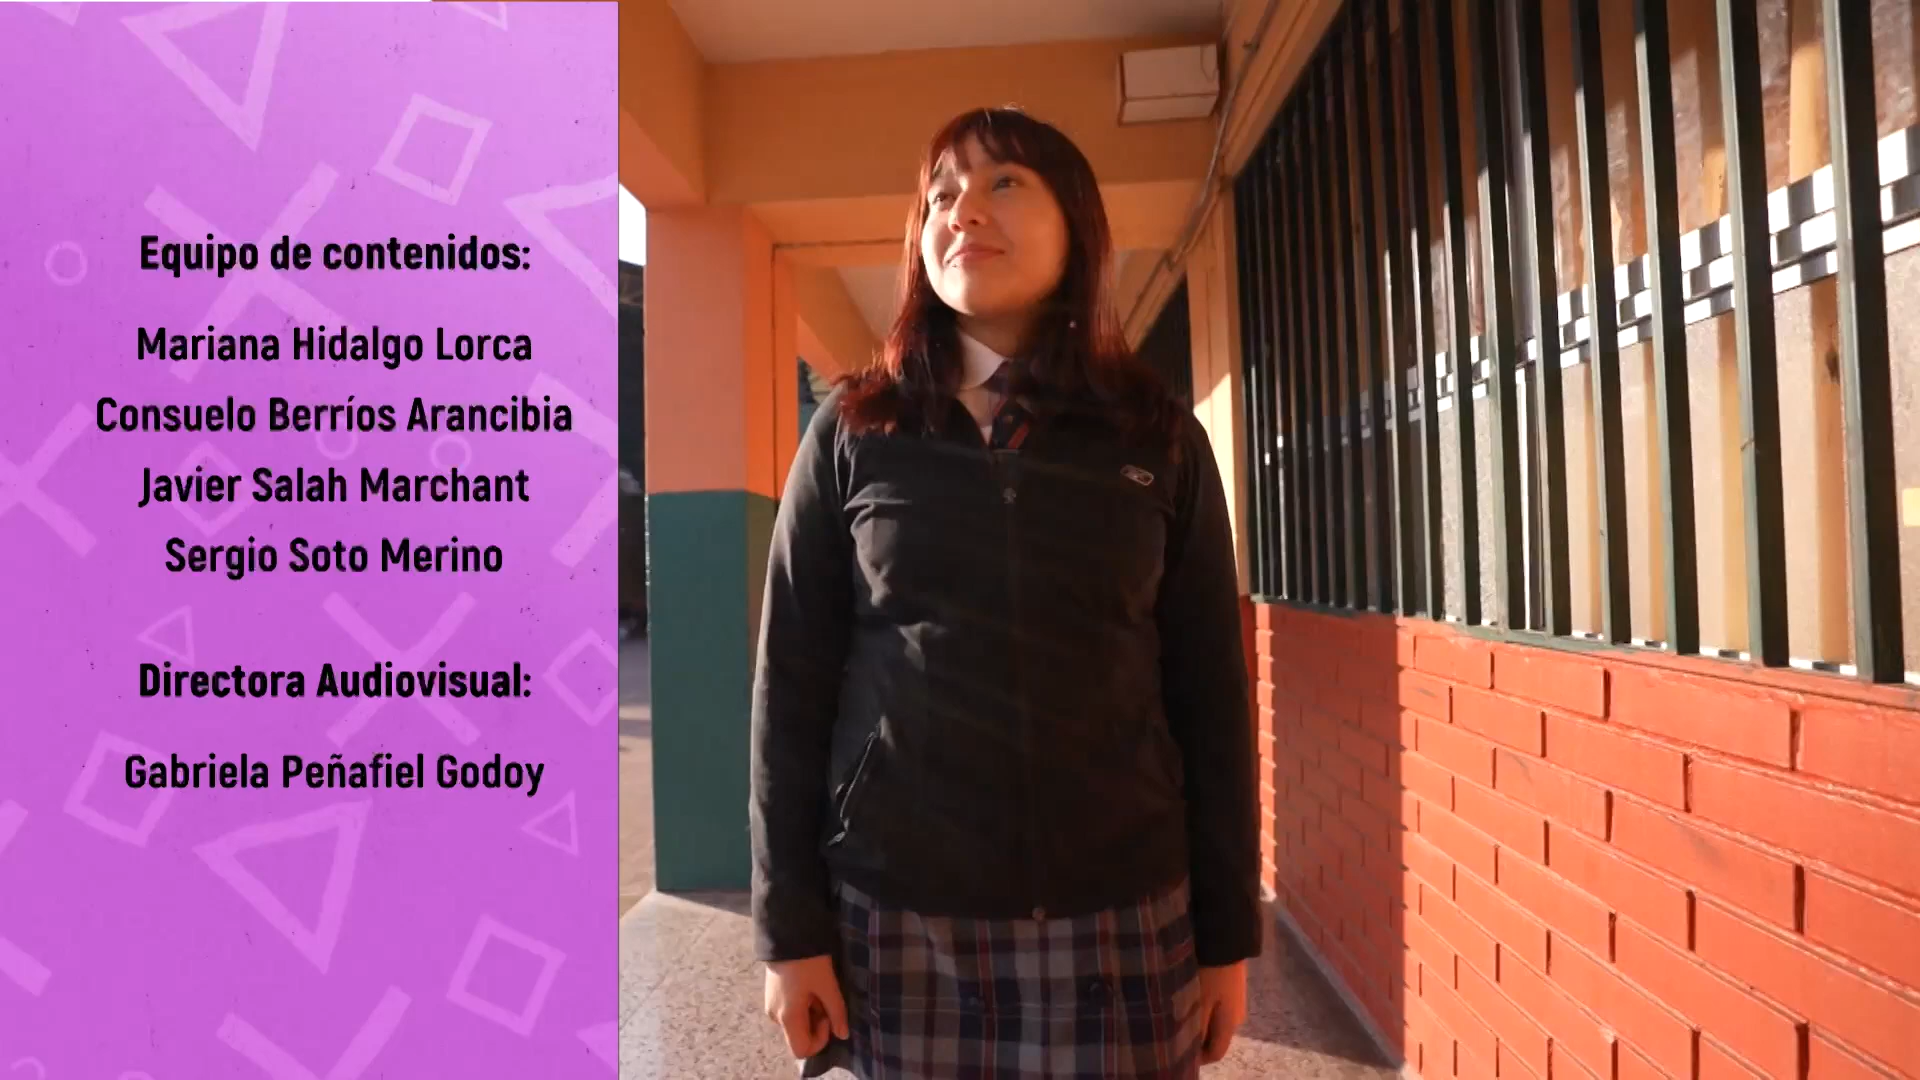 Equipo de contenidos:
Mariana Hidalgo Lorca
Consuelo Berríos Arancibia
Javier Salah Marchant
Sergio Soto Merino
Directora Audiovisual:
Gabriela Peñafiel Godoy